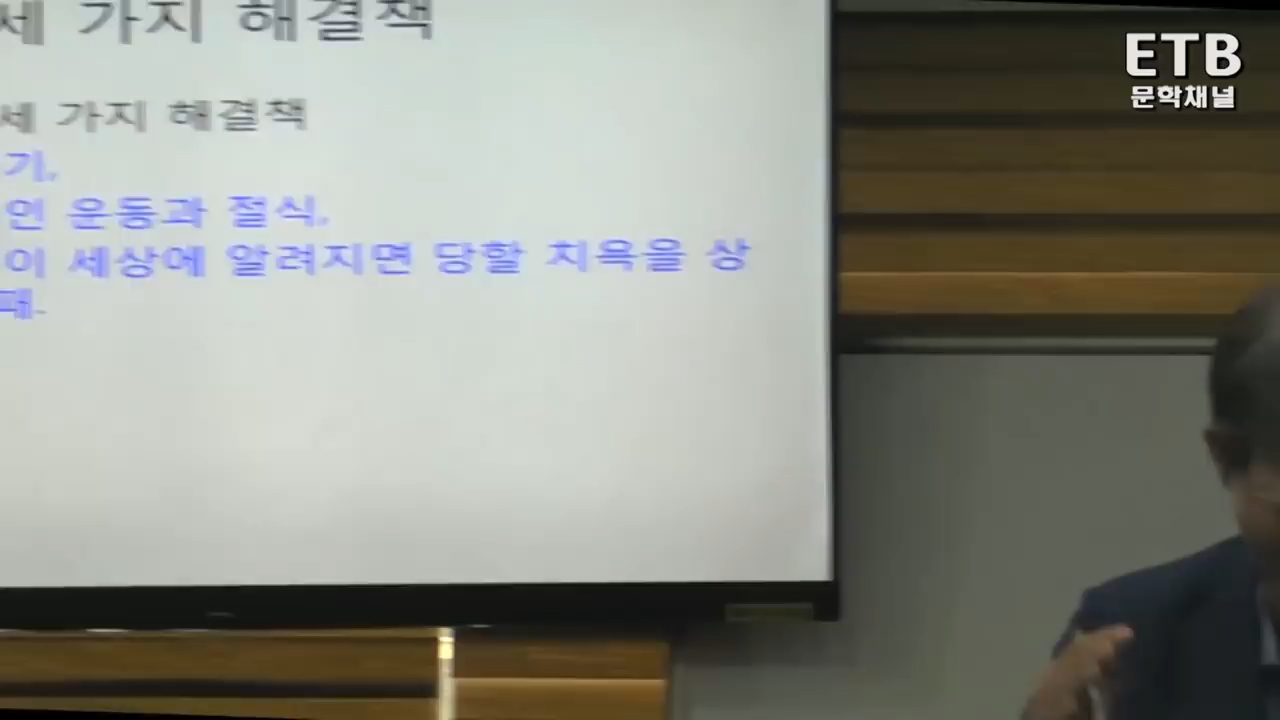 세 가지 해결책
세 가지 해결책
기.
인 운동과 절식.
이 세상에 알려지면 당할 치욕을 상
패.
ETB
문학채널